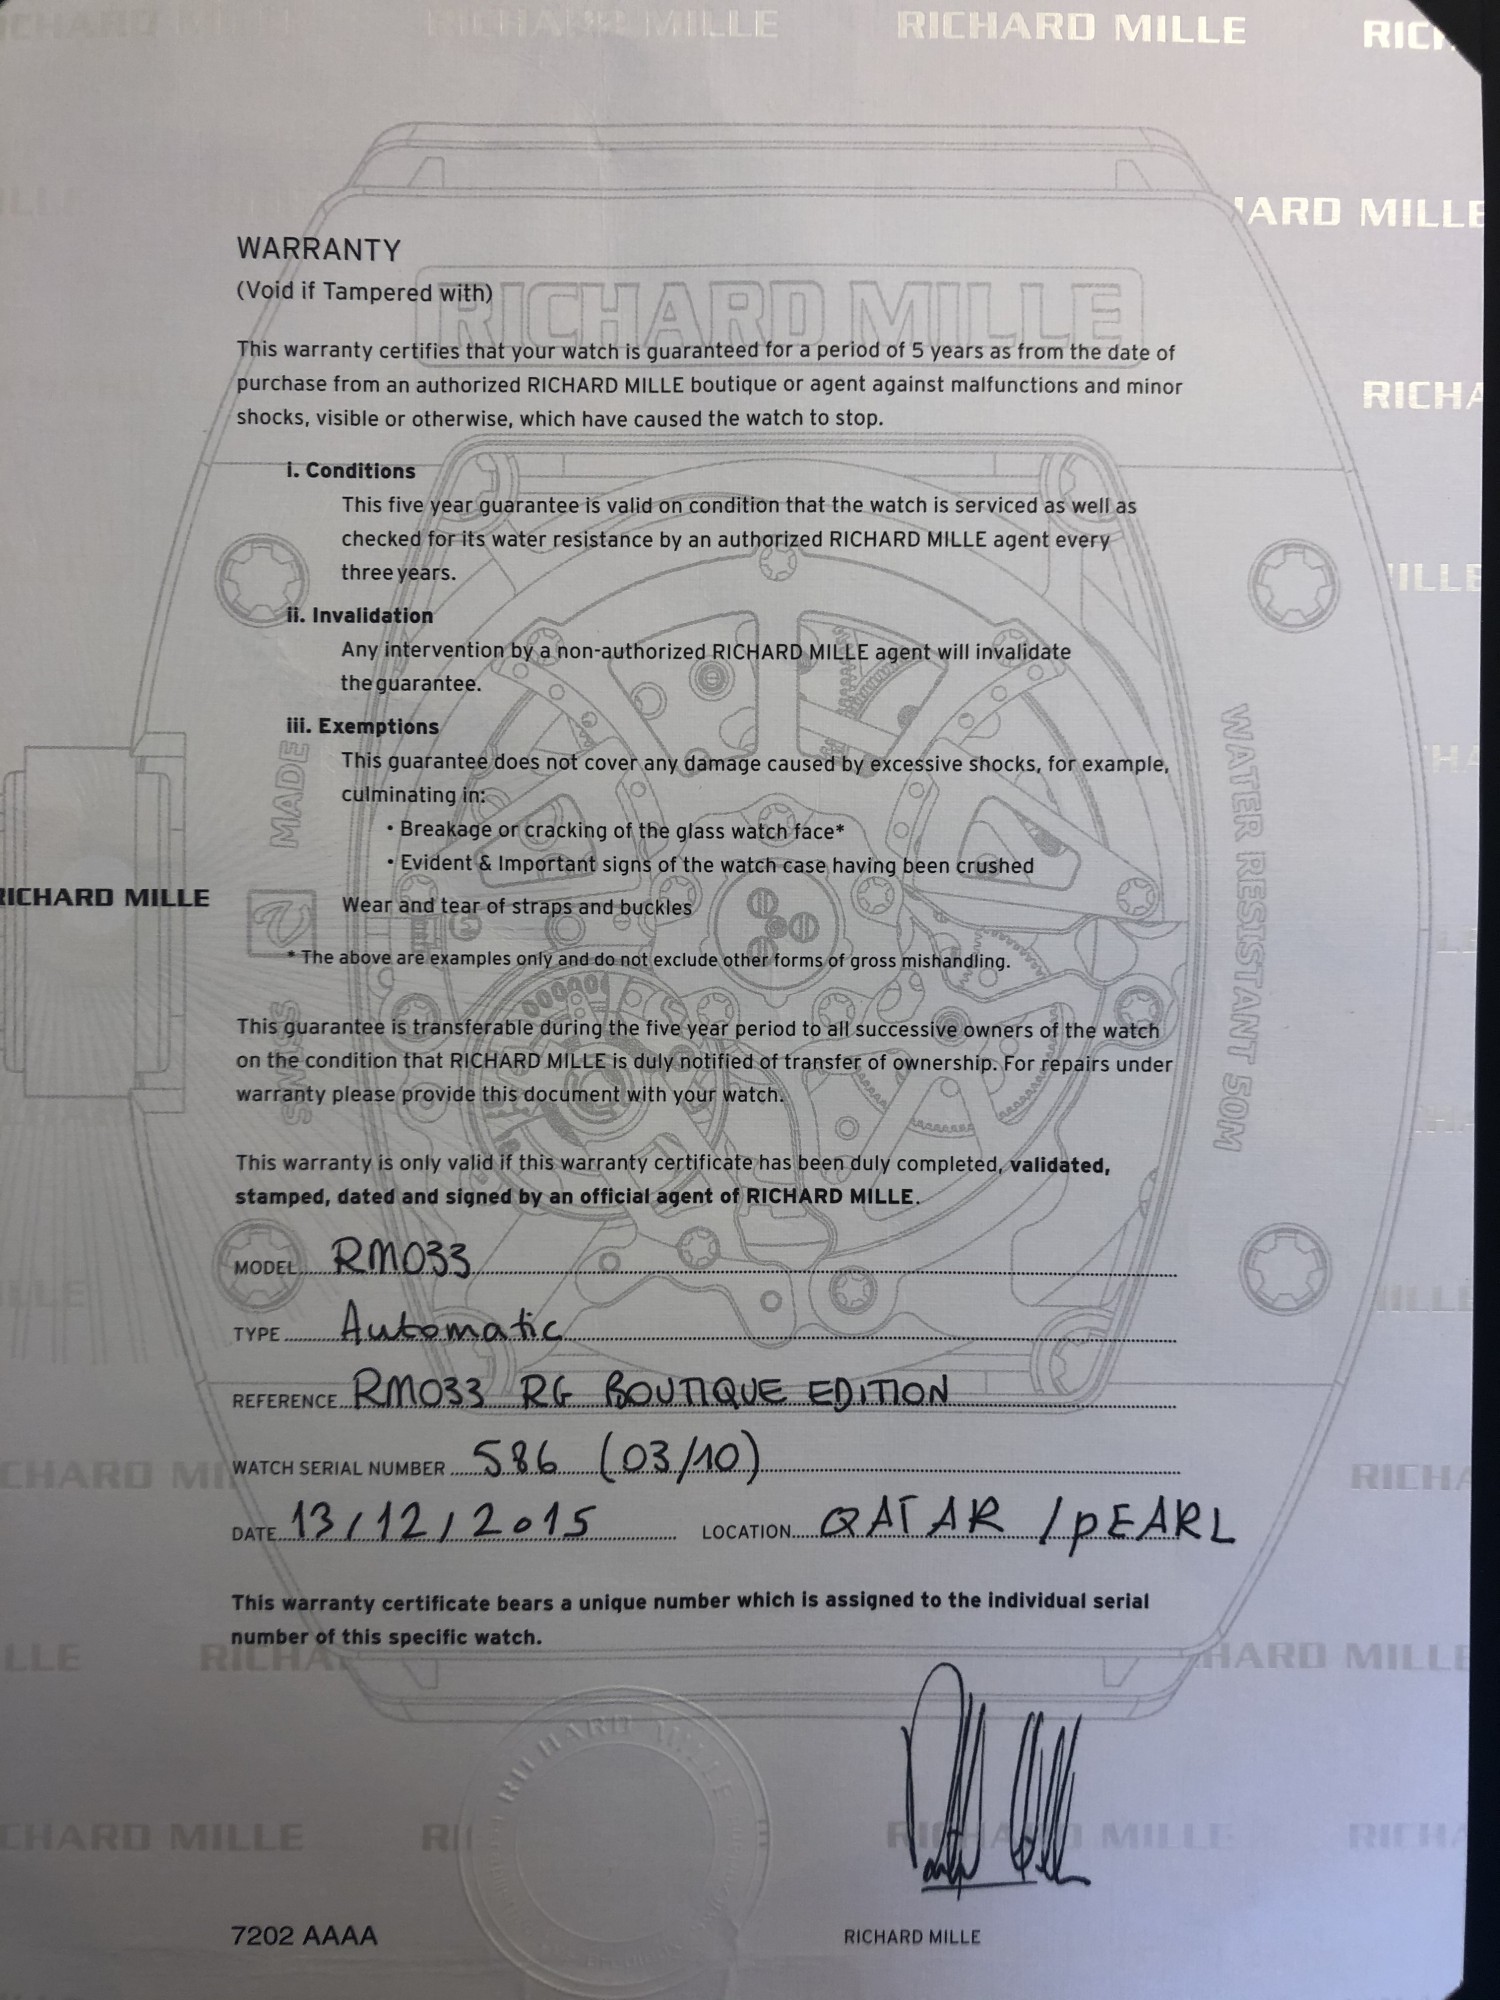 RICHARD MILLE RICHARD MILLE
WARRANTY
(Void if Tampered with)
RICHARD MILLE
This warranty certifies that your watch is guaranteed for a period of 5 years as from the date of
purchase from an authorized RICHARD MILLE boutique or agent against malfunctions and minor
shocks, visible or otherwise, which have caused the watch to stop.
i. Conditions
This five year guarantee is valid on condition that the watch is serviced as well as
checked for its water resistance by an authorized RICHARD MILLE agent every
three years.
ii. Invalidation
Any intervention by a non-authorized RICHARD MILLE agent will invalidate
the guarantee.
iii. Exemptions
This guarantee does not cover any damage caused by excessive shocks, for example,
culminating in:
• Breakage or cracking of the glass watch face*
• Evident & Important signs of the watch case having been crushed
RICHARD MILLE
Wear and tear of straps and buckles
* The above are examples only and do not exclude other forms of gross mishandling.
SWISS MADE
WATER RESISTANT 50M
This guarantee is transferable during the five year period to all successive owners of the watch
on the condition that RICHARD MILLE is duly notified of transfer of ownership. For repairs under
warranty please provide this document with your watch.
This warranty is only valid if this warranty certificate has been duly completed, validated,
stamped, dated and signed by an official agent of RICHARD MILLE.
MODEL RM033
TYPE Automatic
REFERENCE RM033 RG BOUTIQUE EDITION
WATCH SERIAL NUMBER 586 (03/10)
DATE 13/12/2015 LOCATION QATAR / pEARL
This warranty certificate bears a unique number which is assigned to the individual serial
number of this specific watch.
RICHARD MILLE
7202 AAAA
RICHARD MILLE